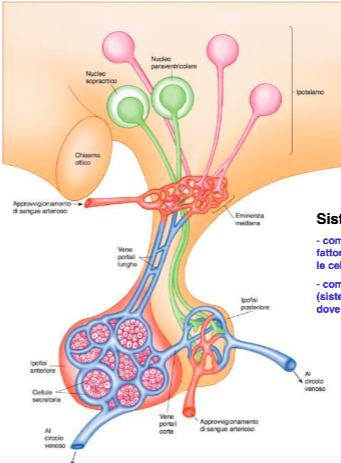 Nucleo
paraventricolare
Nucleo
sopraottico
Ipotalamo
Chiasma
ottico
Approvvigionamento
di sangue arterioso
Eminenza
mediana
Sist
- com
fattor
le cel
- com
(siste
dove
Vene
portali
lunghe
Ipofisi
posteriore
Ipofisi
anteriore
Cellule
secretorie
Al
circolo
venoso
Vene
portali
corte
Approvvigionamento
di sangue arterioso
Al
circolo
venoso